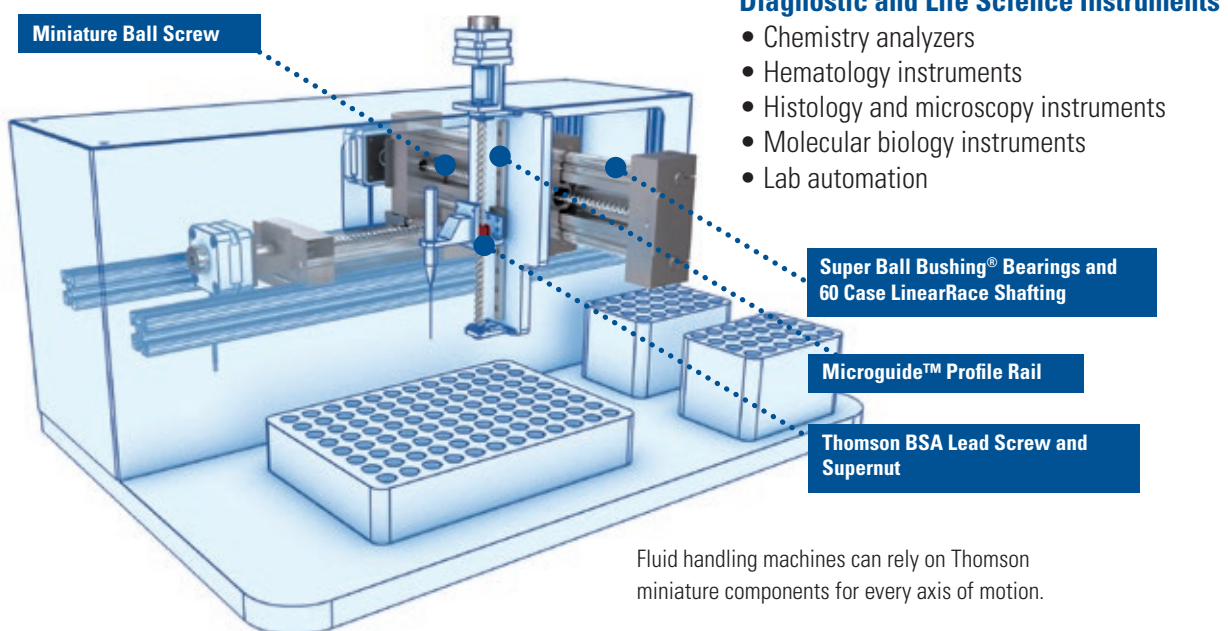 Diagnostic and Life Science Instruments
Miniature Ball Screw
• Chemistry analyzers
• Hematology instruments
• Histology and microscopy instruments
• Molecular biology instruments
• Lab automation
Super Ball Bushing® Bearings and
60 Case LinearRace Shafting
Microguide™ Profile Rail
Thomson BSA Lead Screw and
Supernut
Fluid handling machines can rely on Thomson
miniature components for every axis of motion.